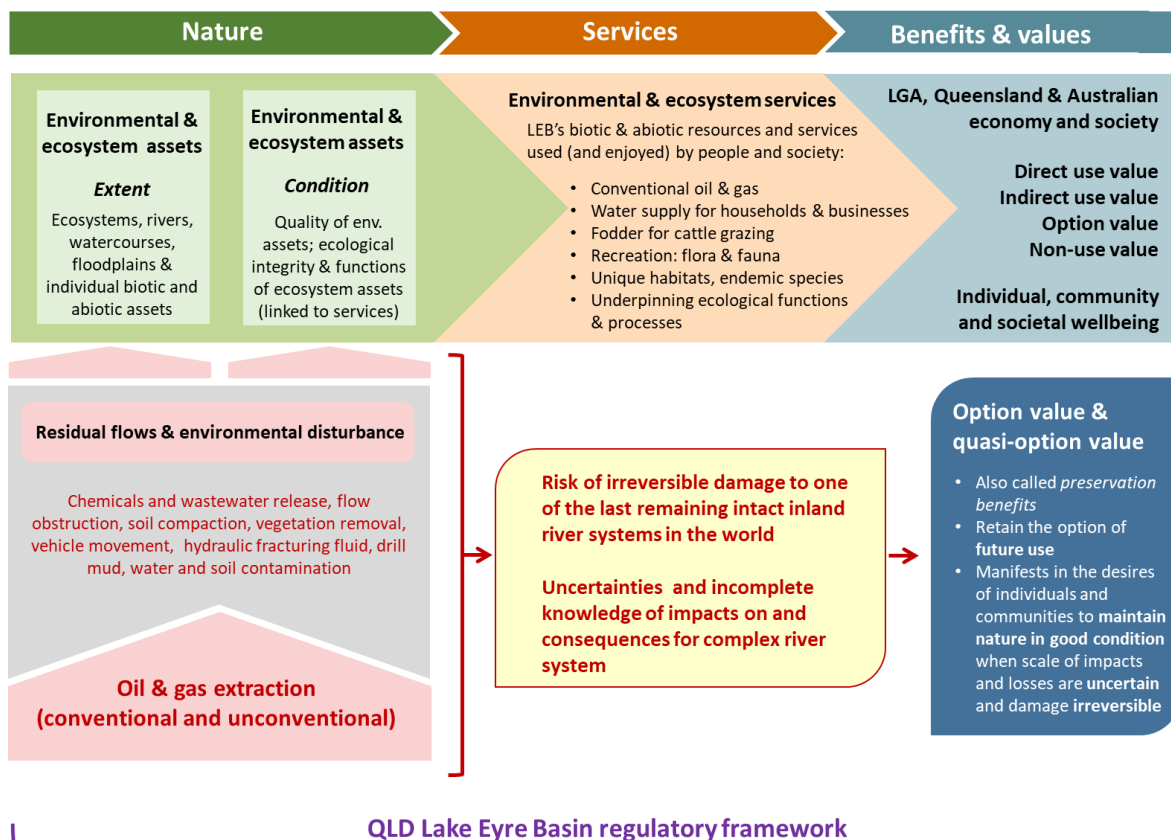 Nature
Services
Benefits & values
Environmental &
ecosystem assets
Extent
Ecosystems, rivers,
watercourses,
floodplains &
individual biotic and
abiotic assets
Environmental &
ecosystem assets
Condition
Quality of env.
assets; ecological
integrity & functions
of ecosystem assets
(linked to services)
Environmental & ecosystem services
LEB's biotic & abiotic resources and services
used (and enjoyed) by people and society:
• Conventional oil & gas
• Water supply for households & businesses
• Fodder for cattle grazing
• Recreation: flora & fauna
• Unique habitats, endemic species
• Underpinning ecological functions
& processes
LGA, Queensland & Australian
economy and society
Direct use value
Indirect use value
Option value
Non-use value
Individual, community
and societal wellbeing
Residual flows & environmental disturbance
Chemicals and wastewater release, flow
obstruction, soil compaction, vegetation removal,
vehicle movement, hydraulic fracturing fluid, drill
mud, water and soil contamination
Oil & gas extraction
(conventional and unconventional)
Risk of irreversible damage to one
of the last remaining intact inland
river systems in the world
Uncertainties and incomplete
knowledge of impacts on and
consequences for complex river
system
Option value &
quasi-option value
• Also called preservation
benefits
• Retain the option of
future use
• Manifests in the desires
of individuals and
communities to maintain
nature in good condition
when scale of impacts
and losses are uncertain
and damage irreversible
QLD Lake Eyre Basin regulatory framework